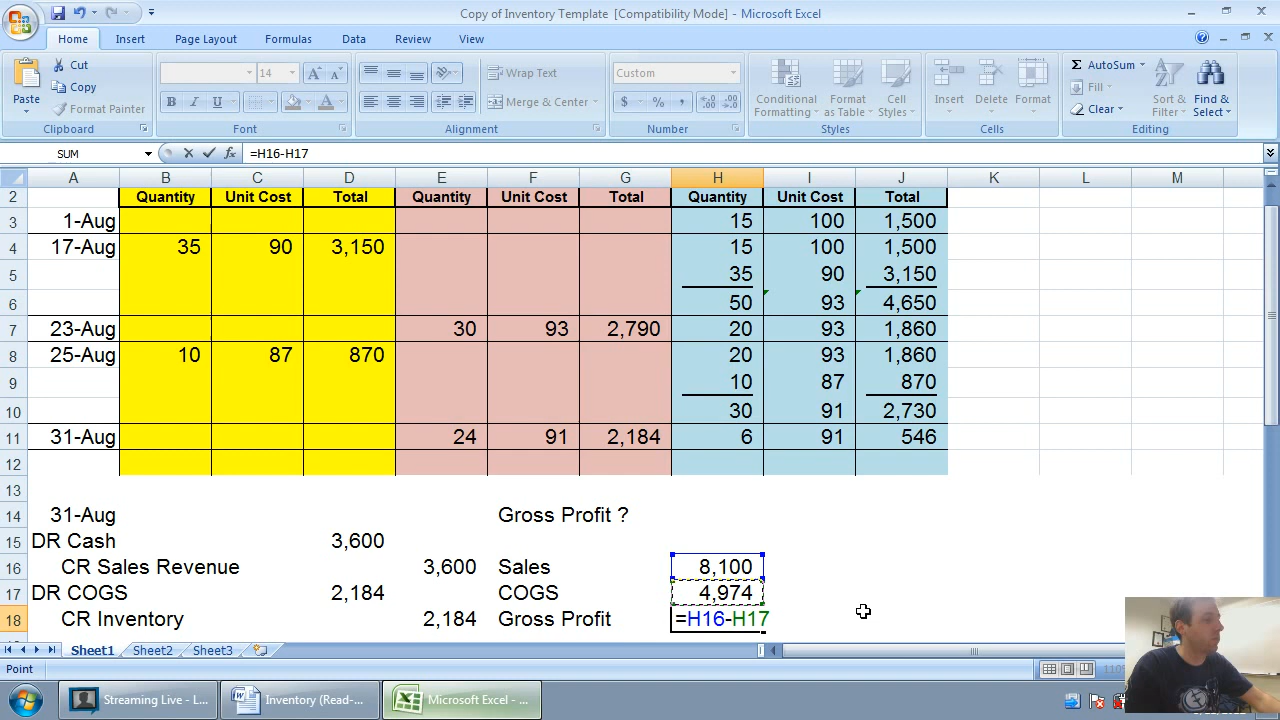 Copy of Inventory Template [Compatibility Mode] - Microsoft Excel
Home Insert Page Layout Formulas Data Review View
Paste Cut Copy Format Painter Clipboard
14 A A B I U A Font
Wrap Text Merge & Center Alignment
Custom $ % , Number
Conditional Formatting Format as Table Cell Styles Styles
Insert Delete Format Cells
Σ AutoSum Fill Clear Sort & Filter Find & Select Editing
SUM fx =H16-H17
A B C D E F G H I J K L M
2 Quantity Unit Cost Total Quantity Unit Cost Total Quantity Unit Cost Total
3 1-Aug 15 100 1,500
4 17-Aug 35 90 3,150 15 100 1,500
5 35 90 3,150
6 50 93 4,650
7 23-Aug 30 93 2,790 20 93 1,860
8 25-Aug 10 87 870 20 93 1,860
9 10 87 870
10 30 91 2,730
11 31-Aug 24 91 2,184 6 91 546
12
13
14 31-Aug Gross Profit ?
15 DR Cash 3,600
16 CR Sales Revenue 3,600 Sales 8,100
17 DR COGS 2,184 COGS 4,974
18 CR Inventory 2,184 Gross Profit =H16-H17
Sheet1 Sheet2 Sheet3
Point
Streaming Live - L... Inventory (Read-... Microsoft Excel - ...